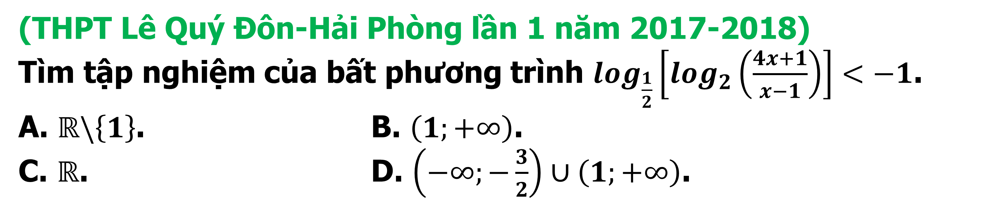 (THPT Lê Quý Đôn-Hải Phòng lần 1 năm 2017-2018)
Tìm tập nghiệm của bất phương trình $log_{\frac{1}{2}}\left[log_2\left(\frac{4x+1}{x-1}\right)\right] < -1$.
A. $\mathbb{R}\backslash\{1\}$. B. $(1; +\infty)$.
C. $\mathbb{R}$. D. $\left(-\infty; -\frac{3}{2}\right) \cup (1; +\infty)$.